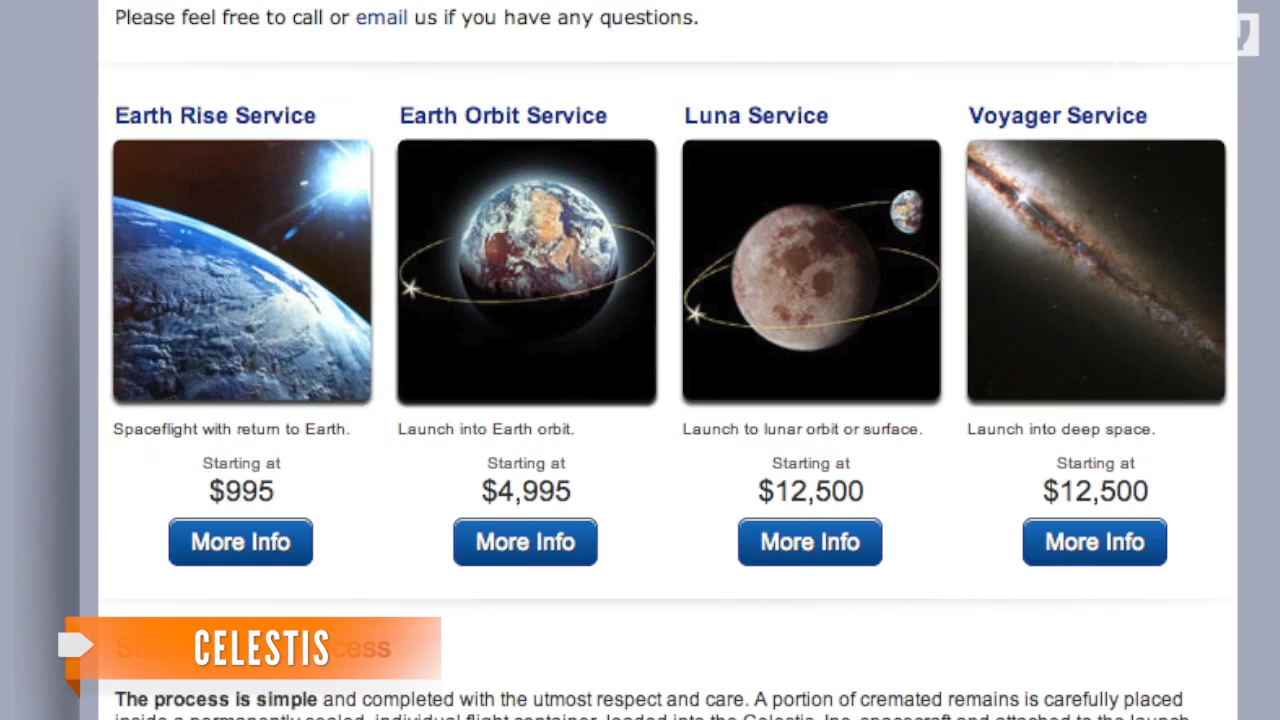 Please feel free to call or email us if you have any questions.
Earth Rise Service
Earth Orbit Service
Luna Service
Voyager Service
Spaceflight with return to Earth.
Launch into Earth orbit.
Launch to lunar orbit or surface.
Launch into deep space.
Starting at
Starting at
Starting at
Starting at
$995
$4,995
$12,500
$12,500
More Info
More Info
More Info
More Info
CELESTIS
The process is simple and completed with the utmost respect and care. A portion of cremated remains is carefully placed
inside a permanently sealed, individual flight container, loaded into the Celestis, Inc. spacecraft and attached to the launch